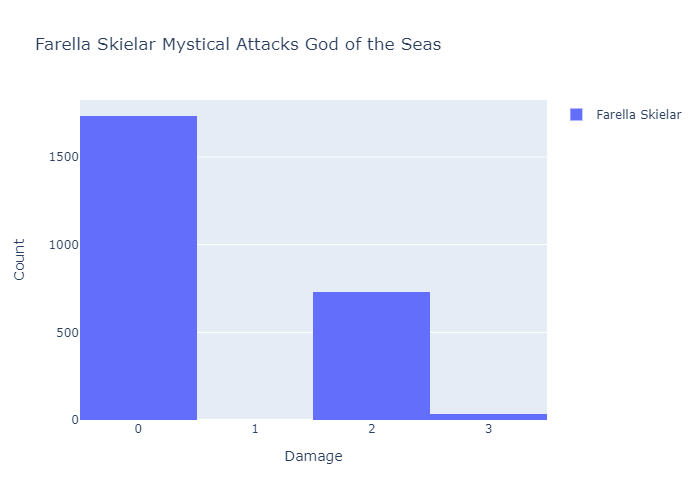 Farella Skielar Mystical Attacks God of the Seas
Farella Skielar
1500
1000
500
0
Count
0 1 2 3
Damage